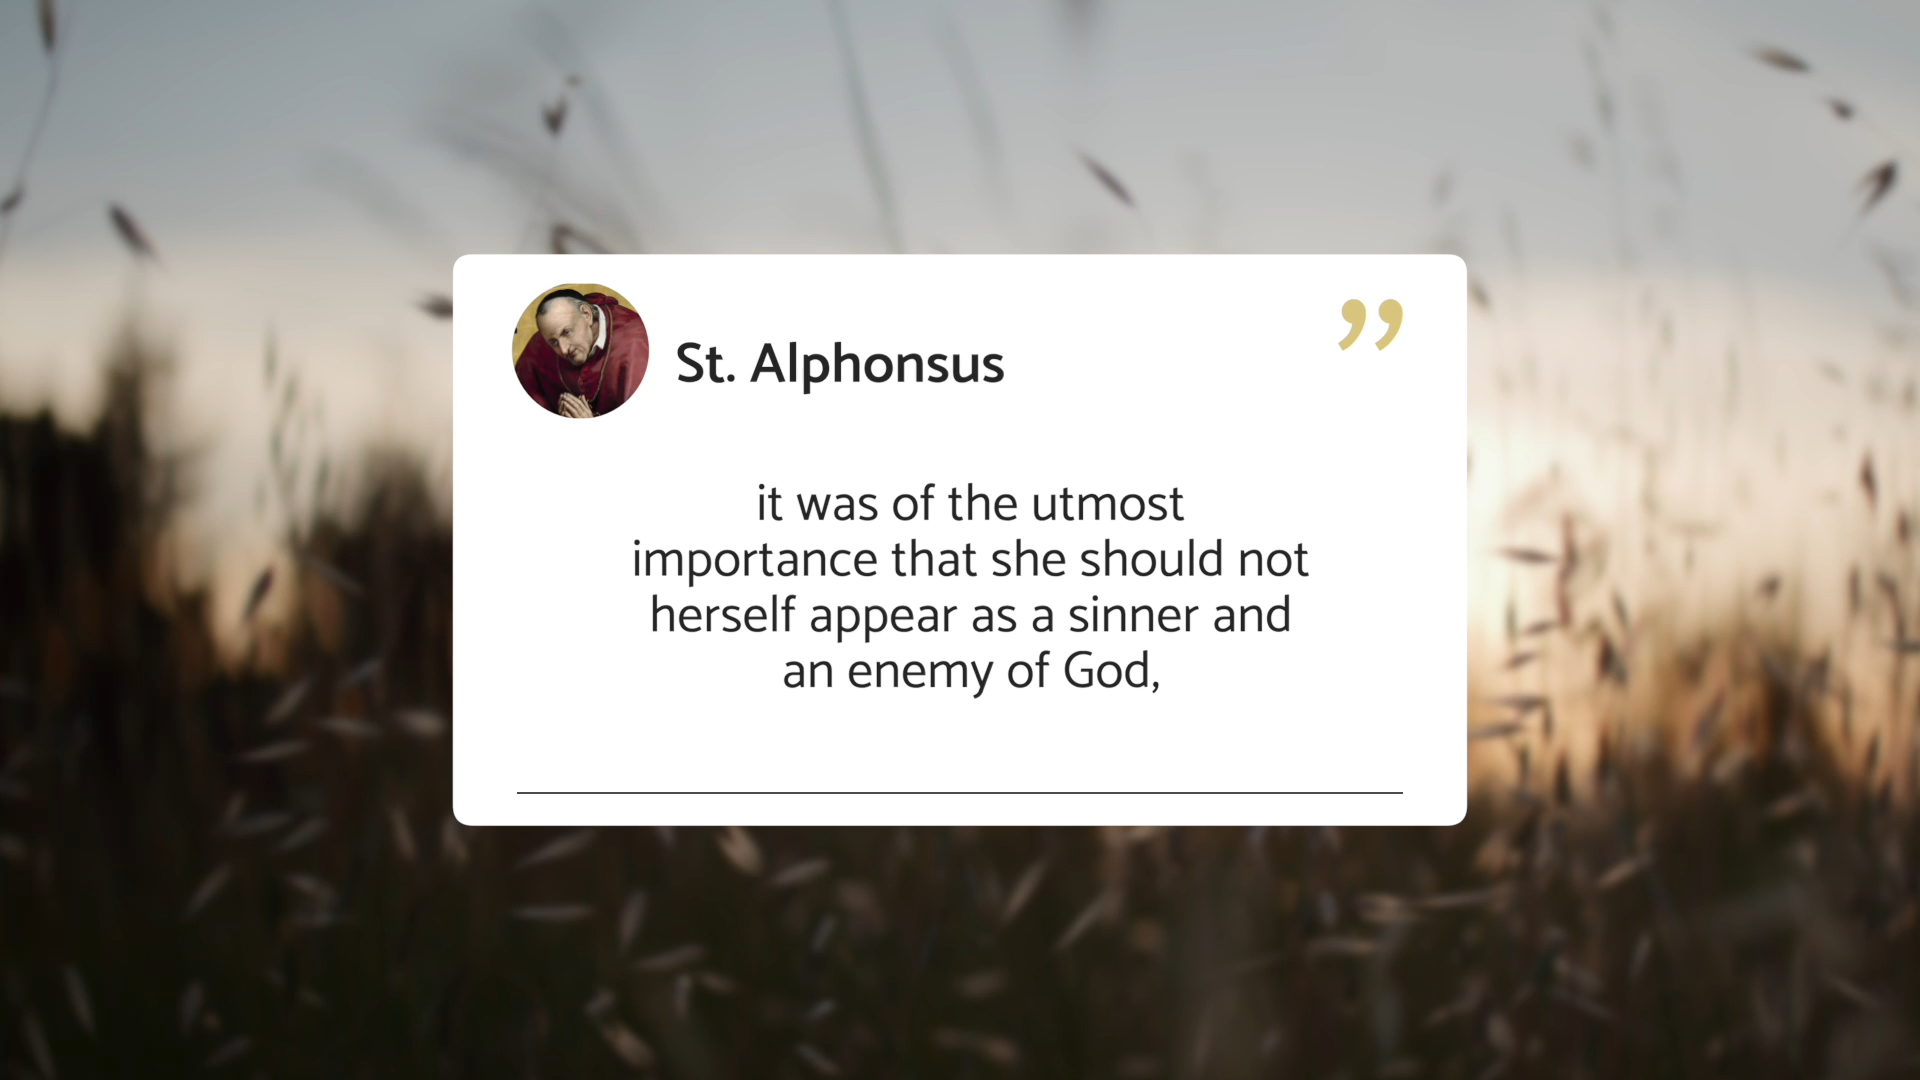 ”
St. Alphonsus
it was of the utmost
importance that she should not
herself appear as a sinner and
an enemy of God,